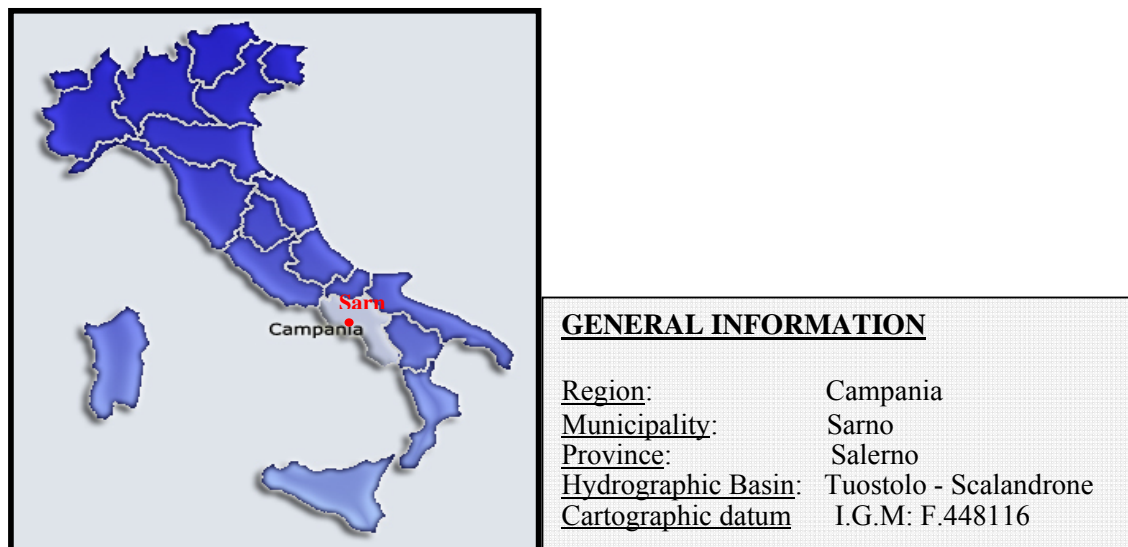 Sarn
Campania
GENERAL INFORMATION
Region: Campania
Municipality: Sarno
Province: Salerno
Hydrographic Basin: Tuostolo - Scalandrone
Cartographic datum I.G.M: F.448116